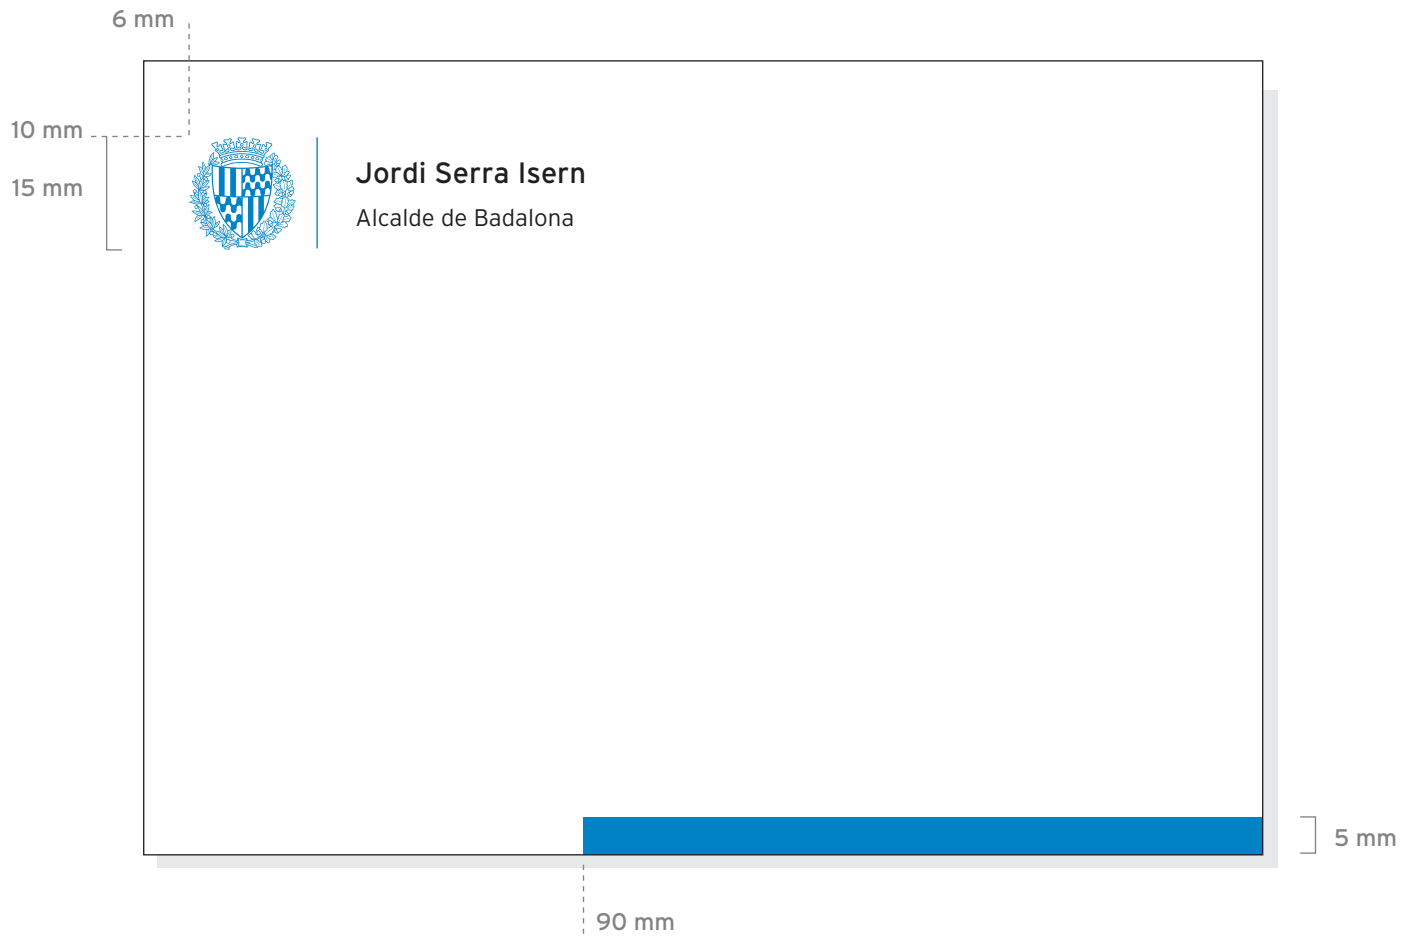 6 mm
10 mm
15 mm
Jordi Serra Isern
Alcalde de Badalona
5 mm
90 mm